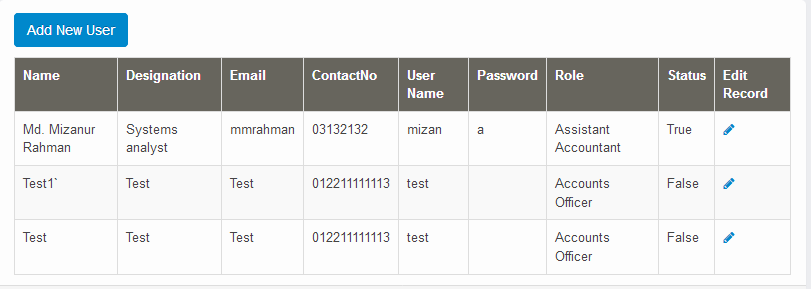 Add New User
Name Designation Email ContactNo User Name Password Role Status Edit Record
Md. Mizanur Rahman Systems analyst mmrahman 03132132 mizan a Assistant Accountant True
Test1` Test Test 012211111113 test Accounts Officer False
Test Test Test 012211111113 test Accounts Officer False